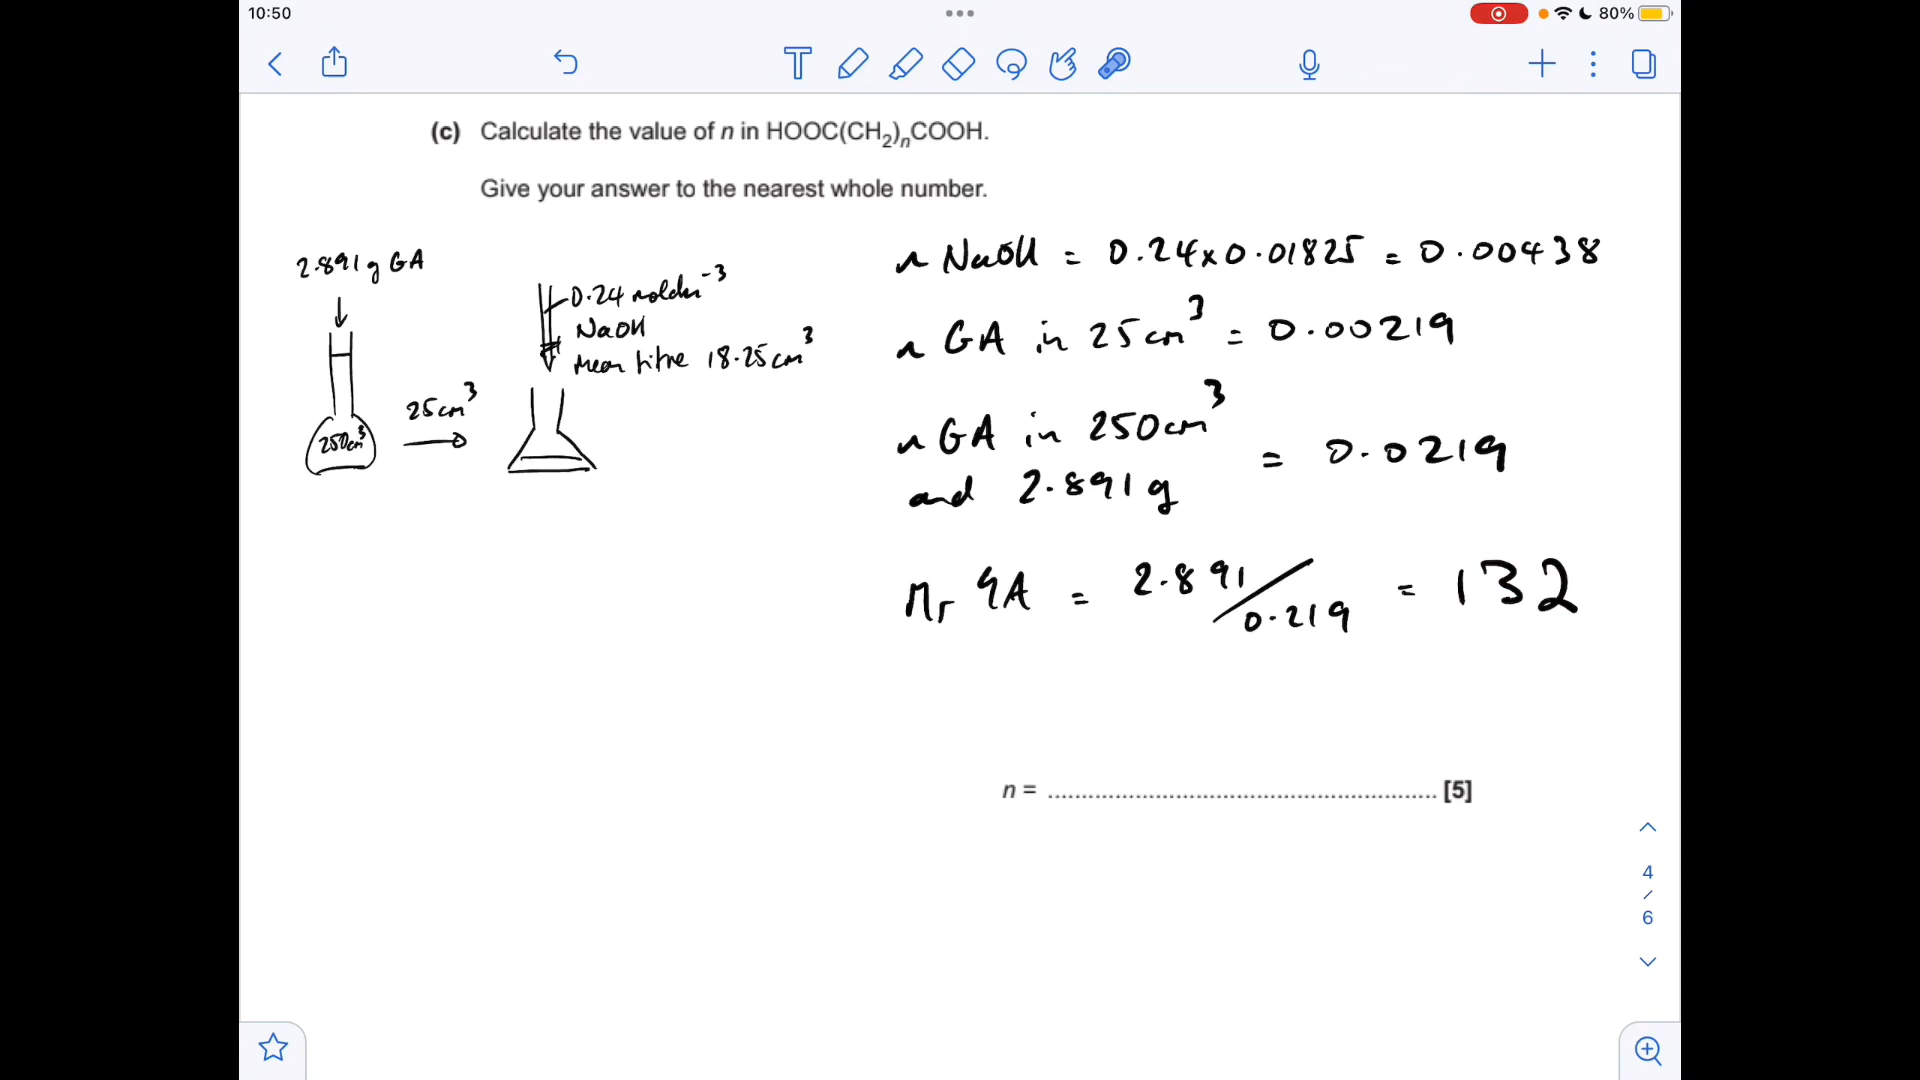 10:50
80%
(c) Calculate the value of n in HOOC(CH₂)ₙCOOH.
Give your answer to the nearest whole number.
2.891g GA
250cm³
25cm³
0.24 moldm⁻³
NaOH
Mean titre 18.25cm³
n NaOH = 0.24×0.01825 = 0.00438
n GA in 25cm³ = 0.00219
n GA in 250cm³
and 2.891g = 0.0219
Mr GA = 2.891/0.219 = 132
n = ........................................................ [5]
4
/
6